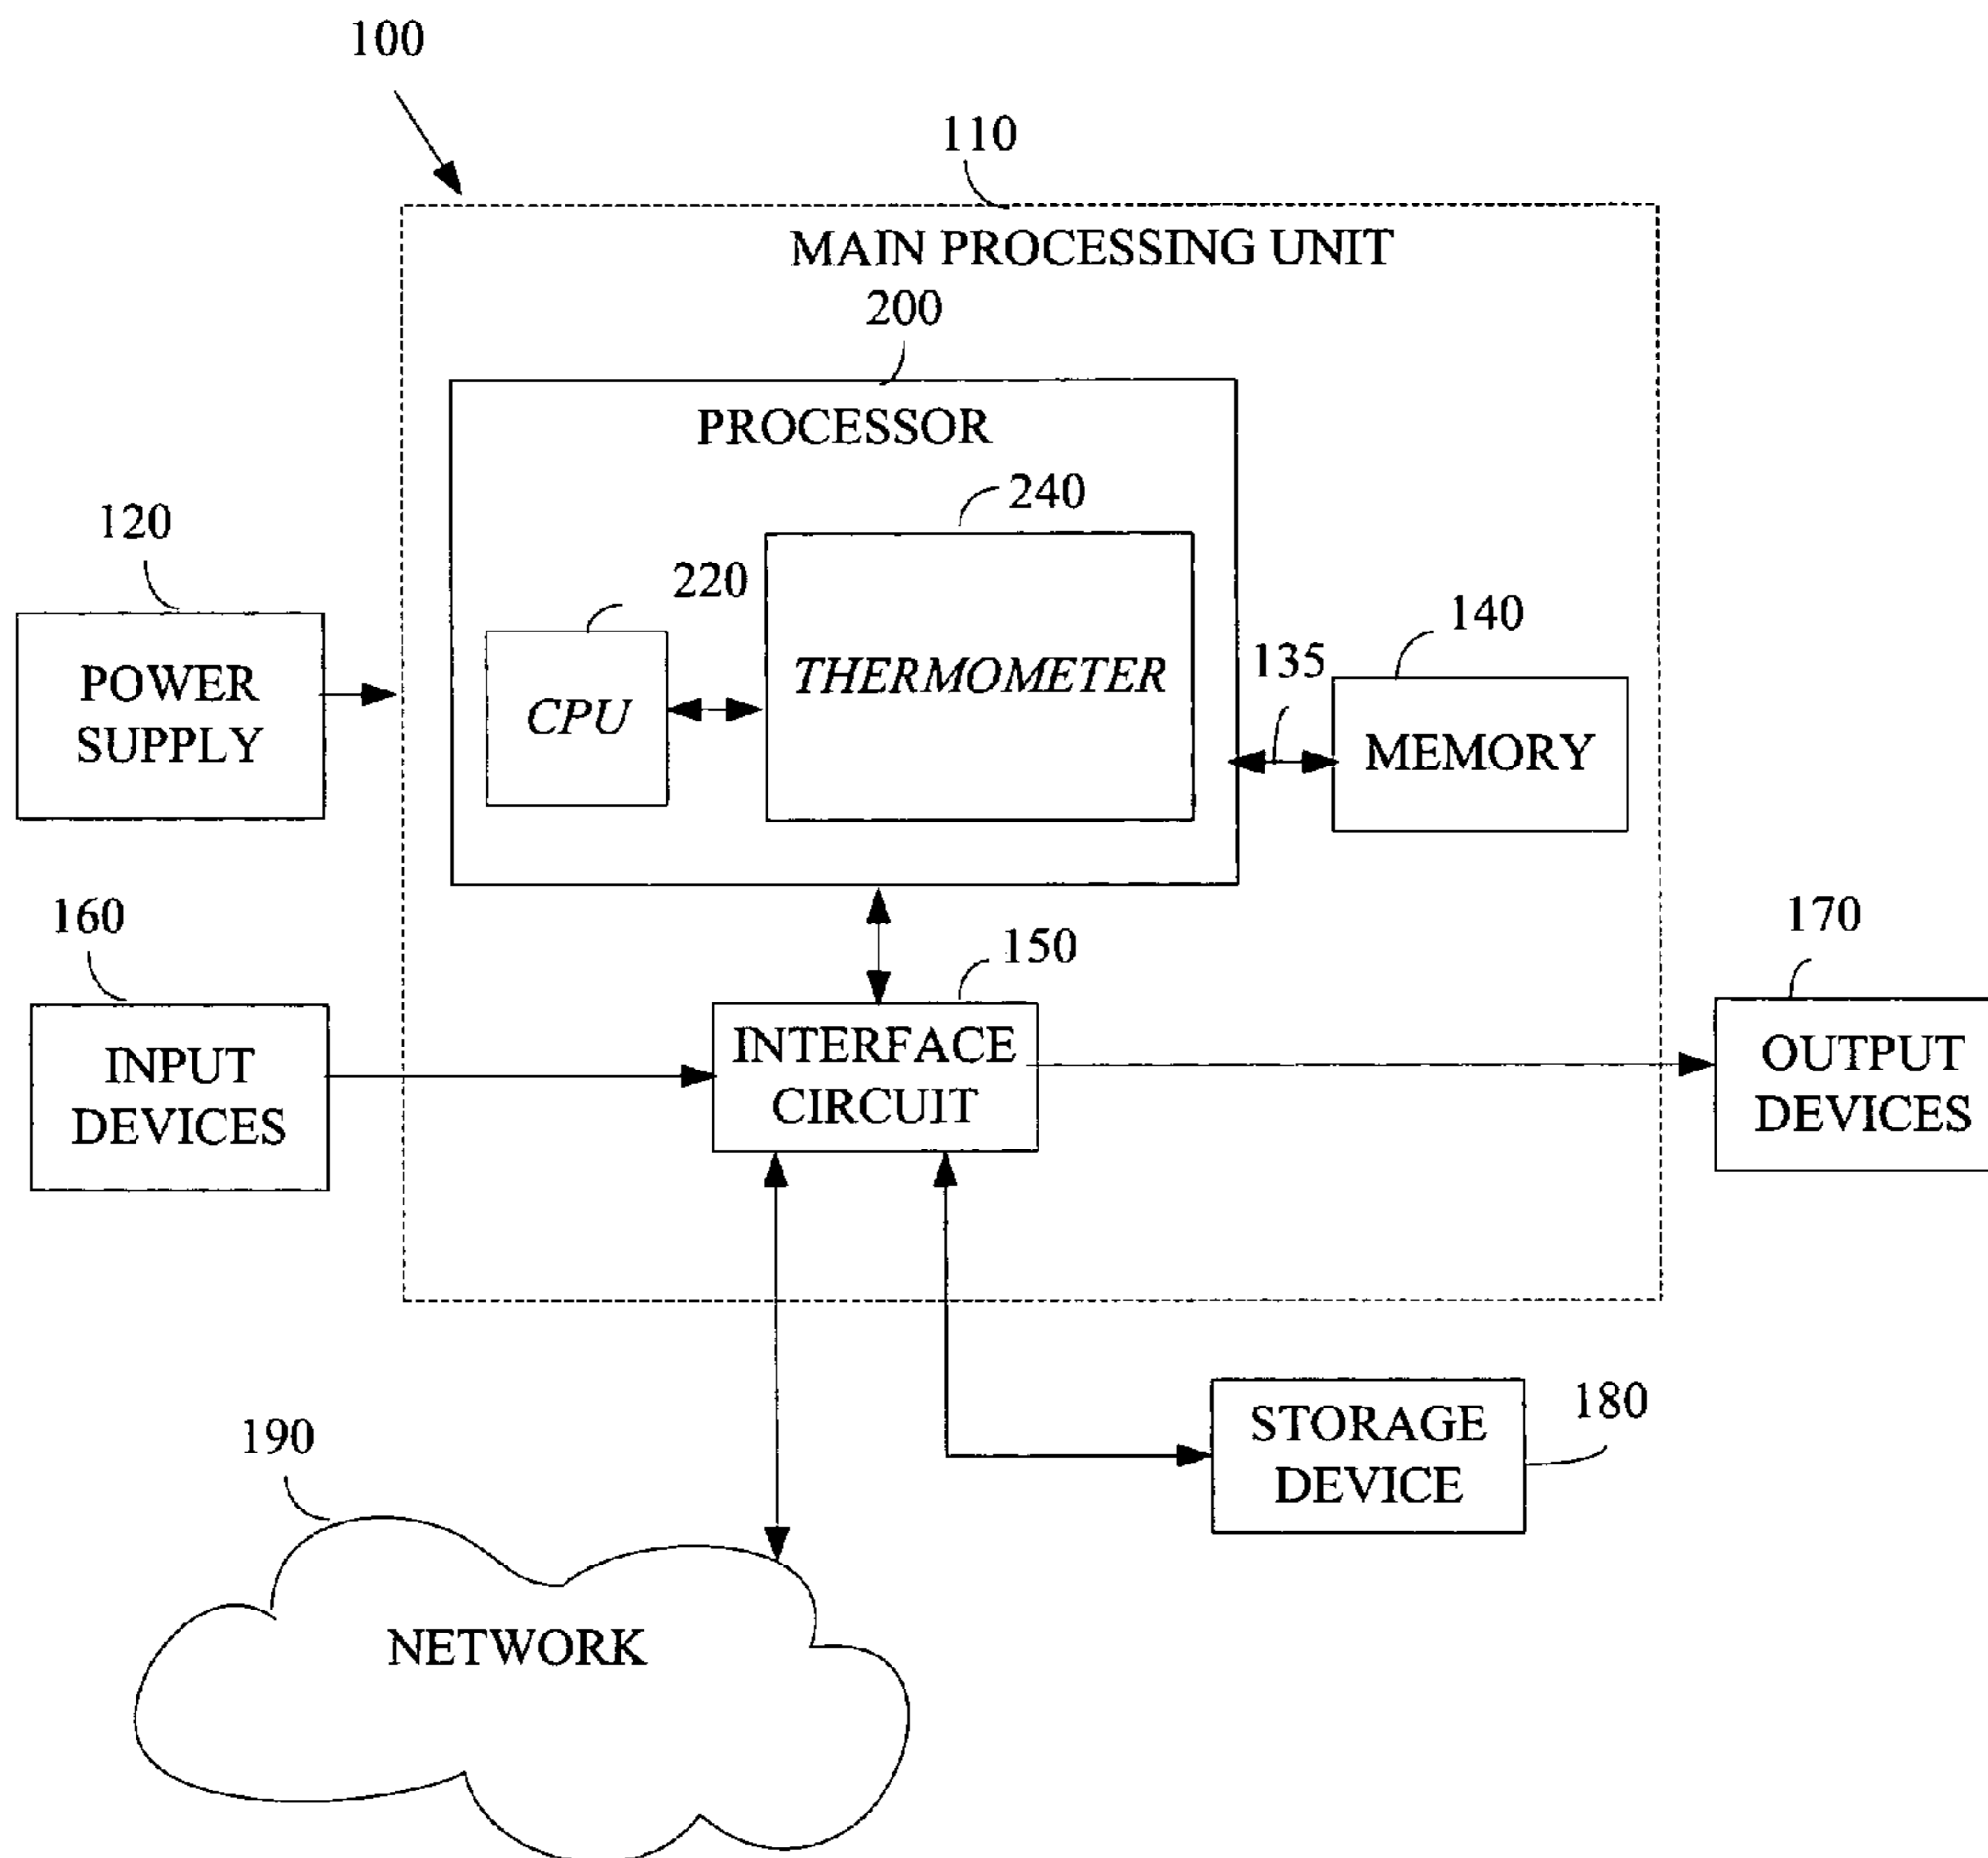 100
110
MAIN PROCESSING UNIT
200
PROCESSOR
240
120
220
140
135
POWER
SUPPLY
CPU
THERMOMETER
MEMORY
160
150
170
INPUT
DEVICES
INTERFACE
CIRCUIT
OUTPUT
DEVICES
190
180
STORAGE
DEVICE
NETWORK